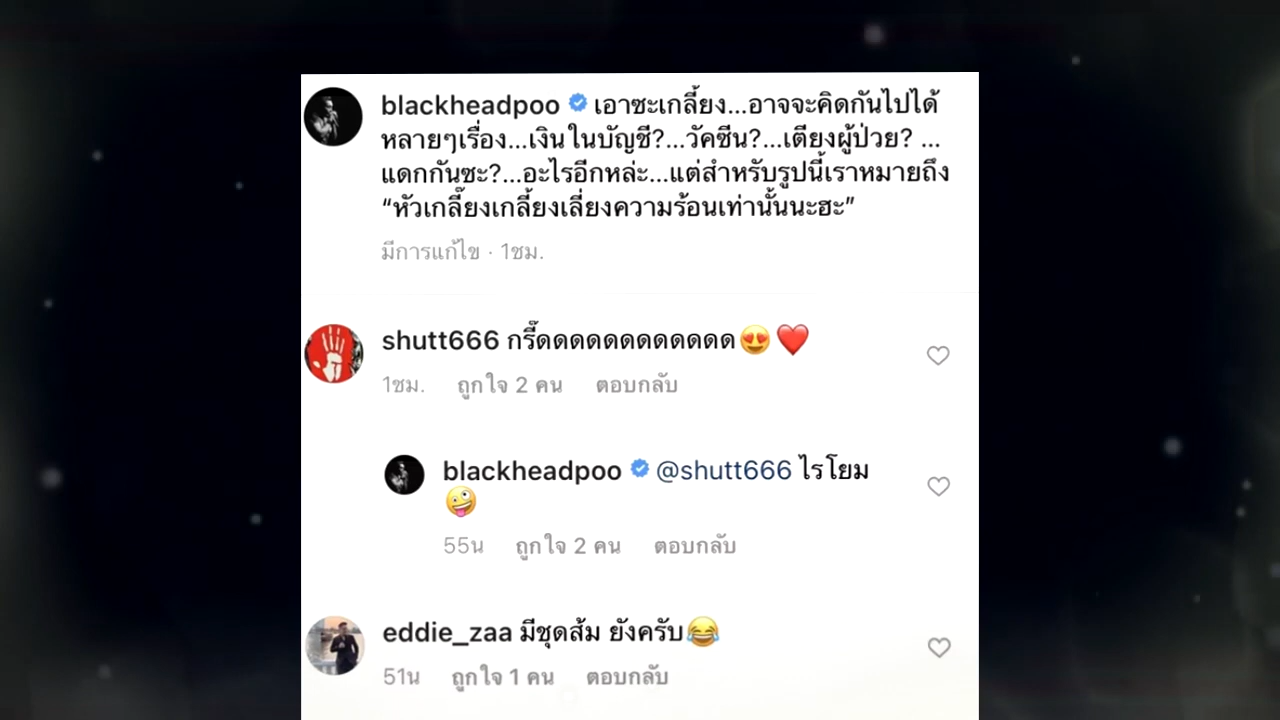 blackheadpoo เอาซะเกลี้ยง...อาจจะคิดกันไปได้
หลายๆเรื่อง...เงินในบัญชี?...วัคซีน?...เตียงผู้ป่วย? ...
แดกกันซะ?...อะไรอีกหล่ะ...แต่สำหรับรูปนี้เราหมายถึง
“หัวเกลี๊ยงเกลี้ยงเลี่ยงความร้อนเท่านั้นนะฮะ”
มีการแก้ไข · 1ชม.
shutt666 กรี๊ดดดดดดดดดดดด😍❤️
1ชม. ถูกใจ 2 คน ตอบกลับ
blackheadpoo @shutt666 ไรโยม
🤪
55น ถูกใจ 2 คน ตอบกลับ
eddie_zaa มีชุดส้ม ยังครับ😂
51น ถูกใจ 1 คน ตอบกลับ